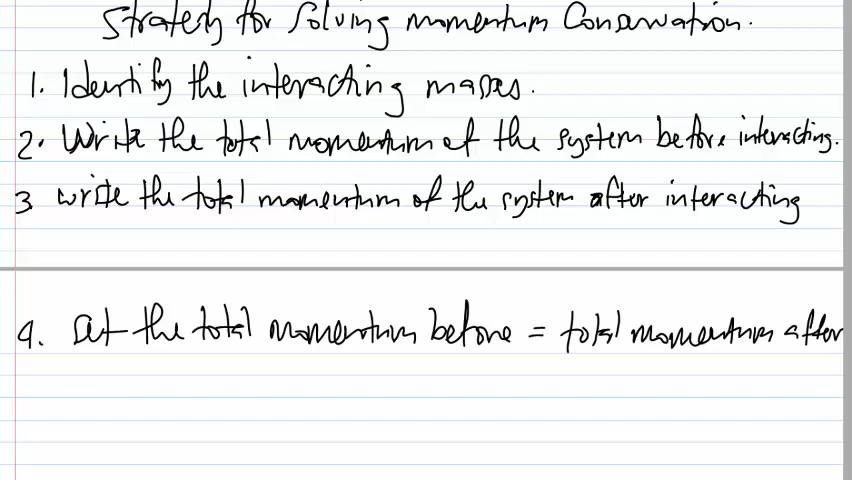 Strategy for Solving momentum Conservation.
1. Identify the interacting masses.
2. Write the total momentum of the system before interacting.
3 write the total momentum of the system after interacting
4. Set the total momentum before = total momentum after